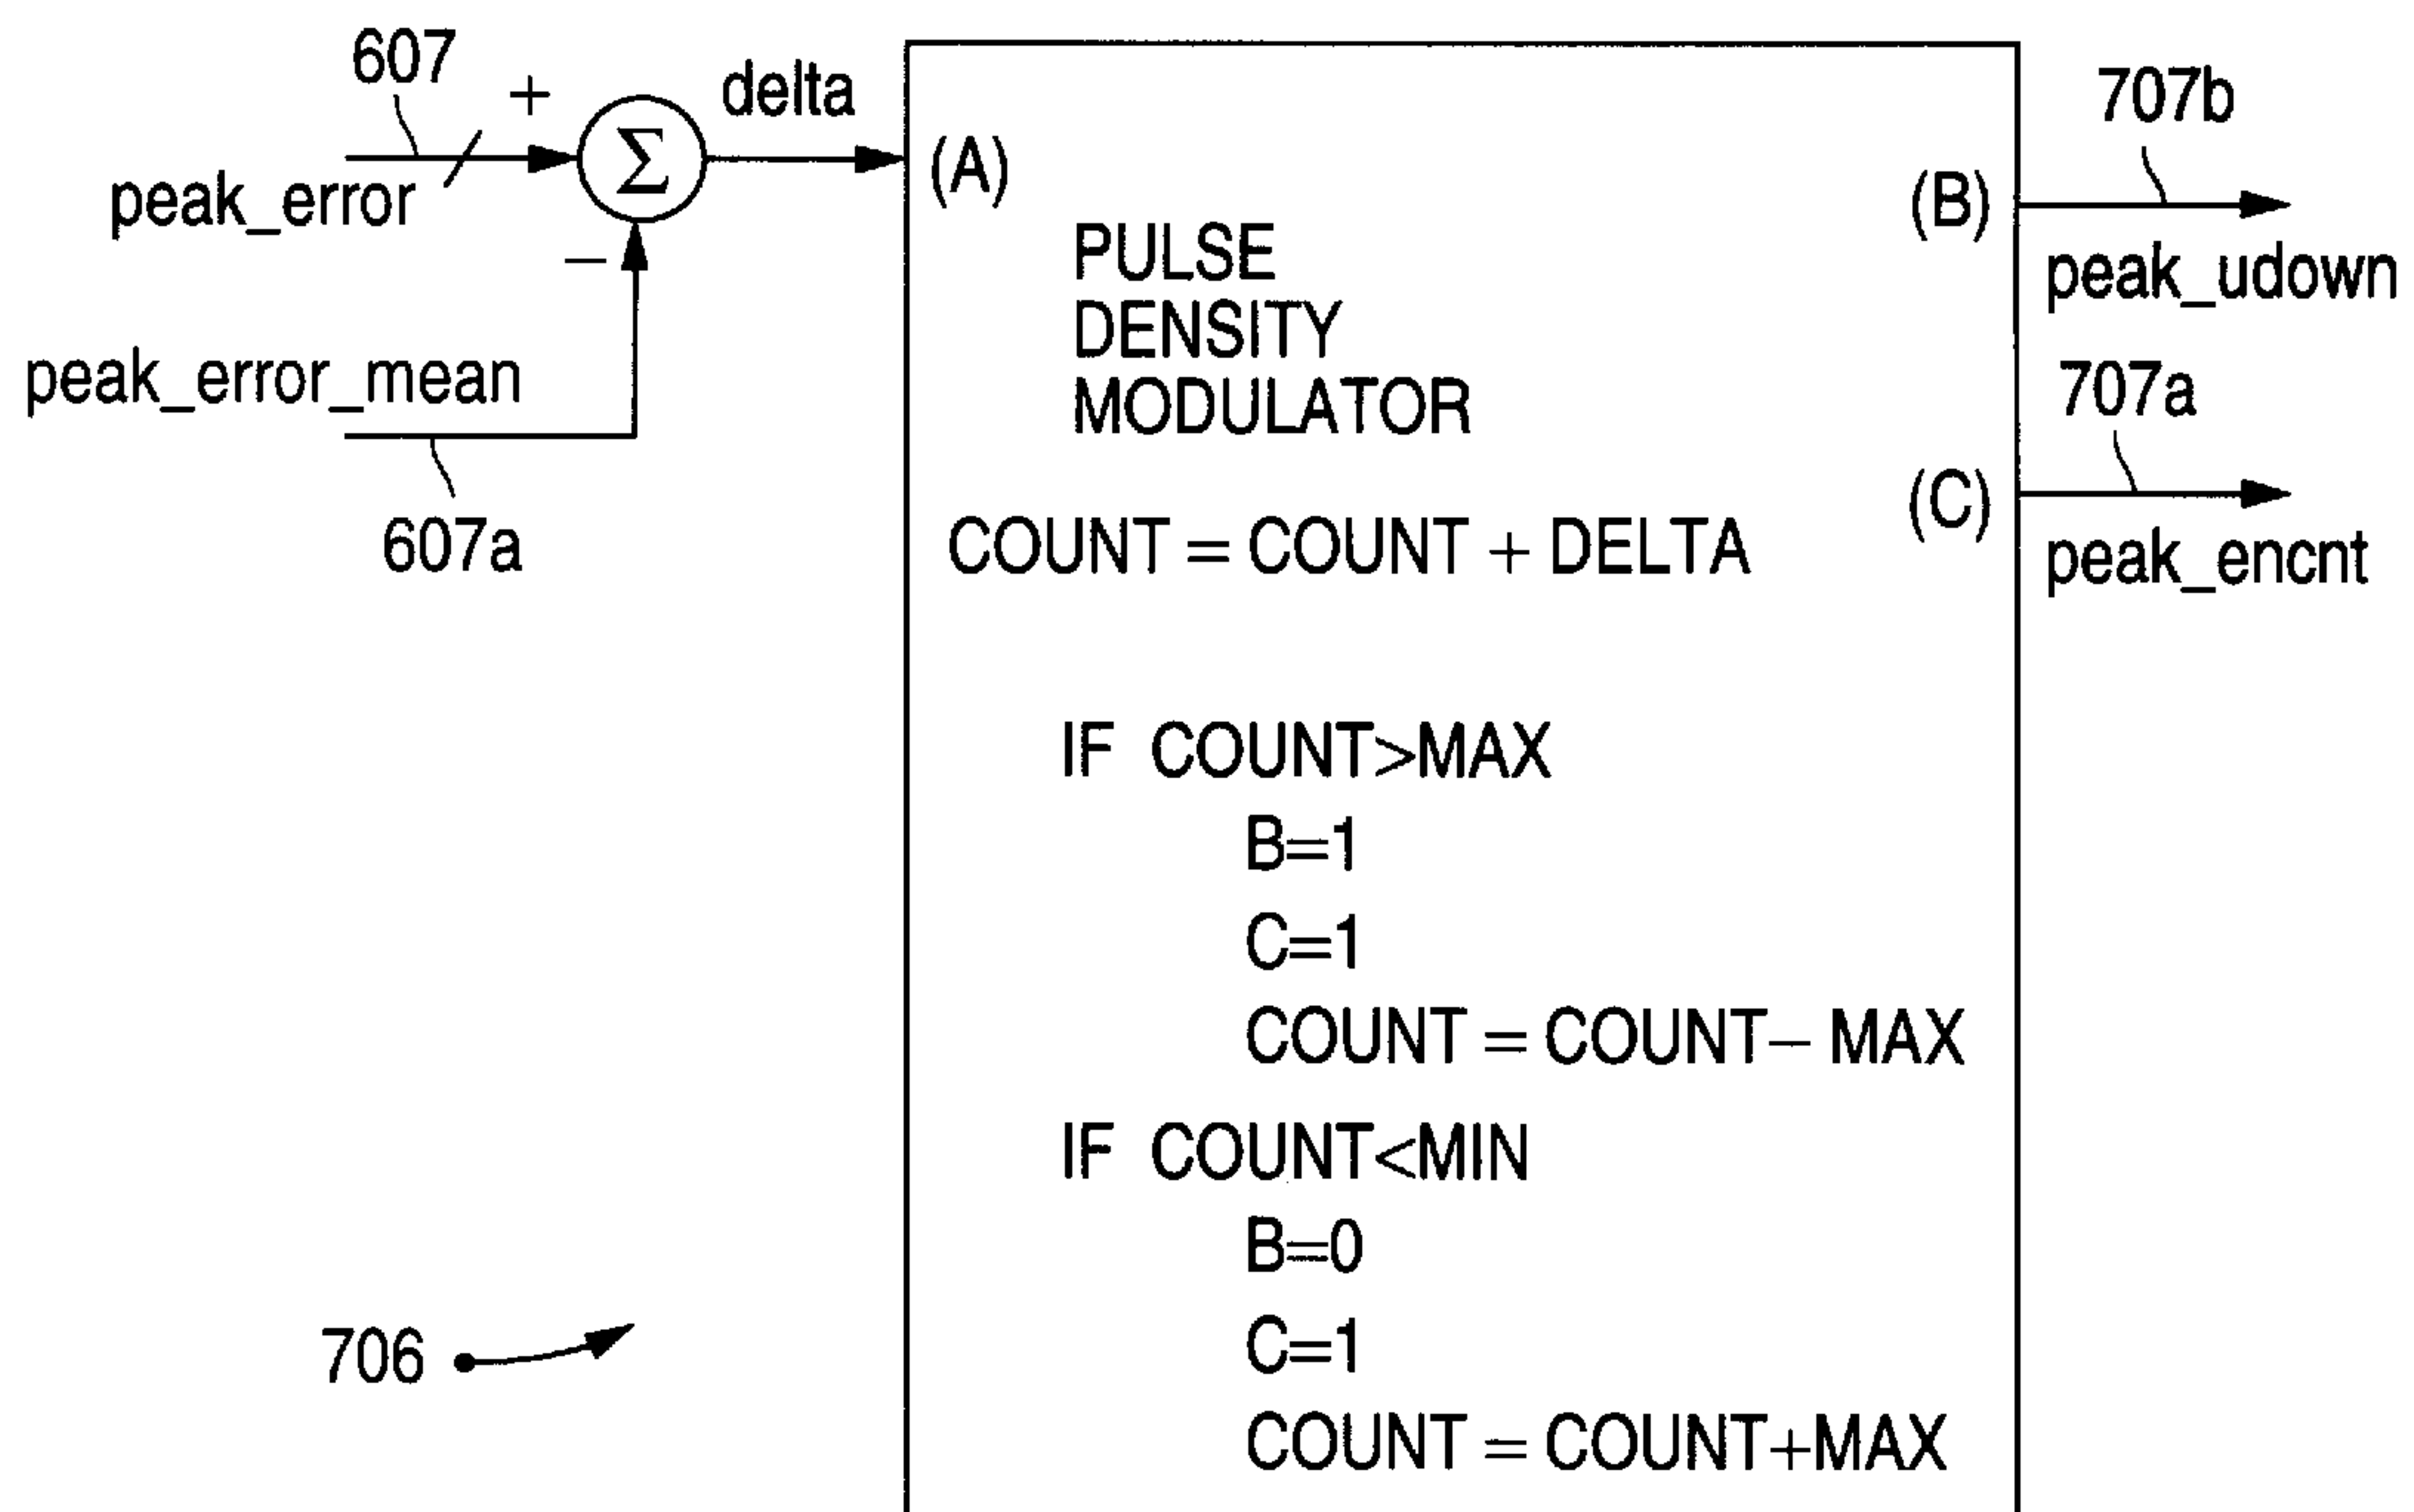 607
+
delta
peak_error
Σ
−
peak_error_mean
607a
(A)
PULSE
DENSITY
MODULATOR
COUNT = COUNT + DELTA
IF COUNT>MAX
B=1
C=1
COUNT = COUNT− MAX
IF COUNT<MIN
B=0
C=1
COUNT = COUNT+MAX
(B)
707b
peak_udown
707a
(C)
peak_encnt
706